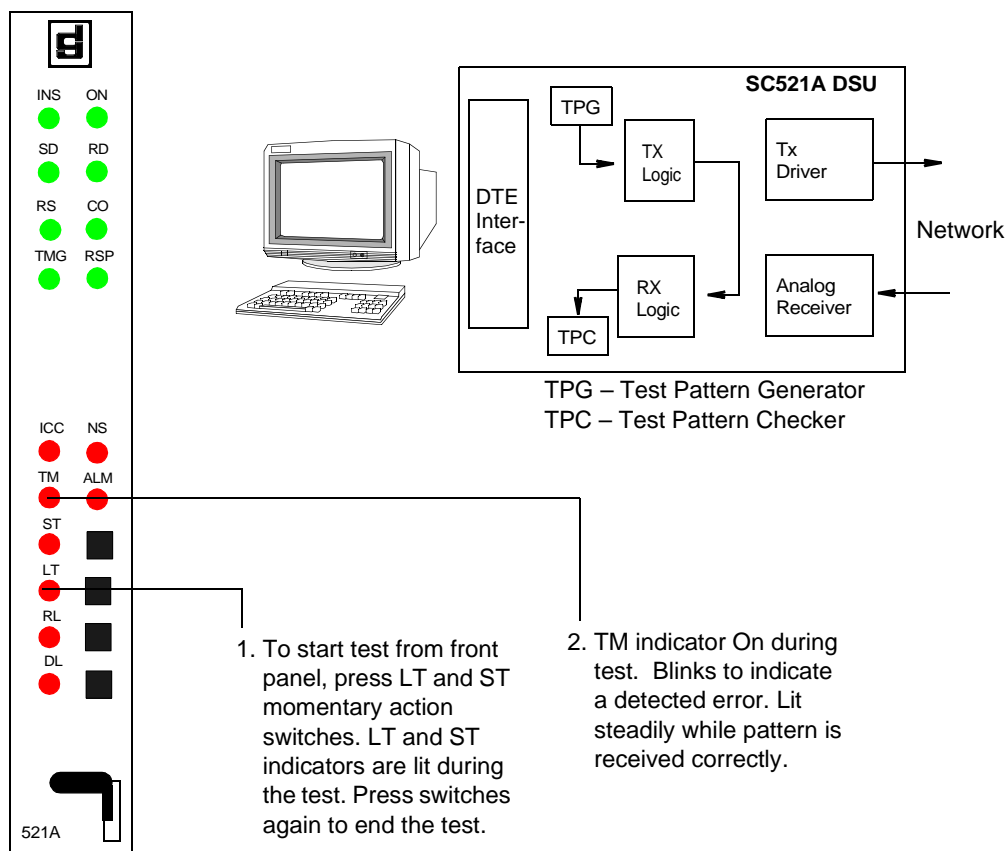 INS ON
SD RD
RS CO
TMG RSP
ICC NS
TM ALM
ST
LT
RL
DL
521A
SC521A DSU
TPG
TX
Logic
Tx
Driver
DTE
Inter-
face
Network
RX
Logic
Analog
Receiver
TPC
TPG – Test Pattern Generator
TPC – Test Pattern Checker
1. To start test from front
panel, press LT and ST
momentary action
switches. LT and ST
indicators are lit during
the test. Press switches
again to end the test.
2. TM indicator On during
test. Blinks to indicate
a detected error. Lit
steadily while pattern is
received correctly.